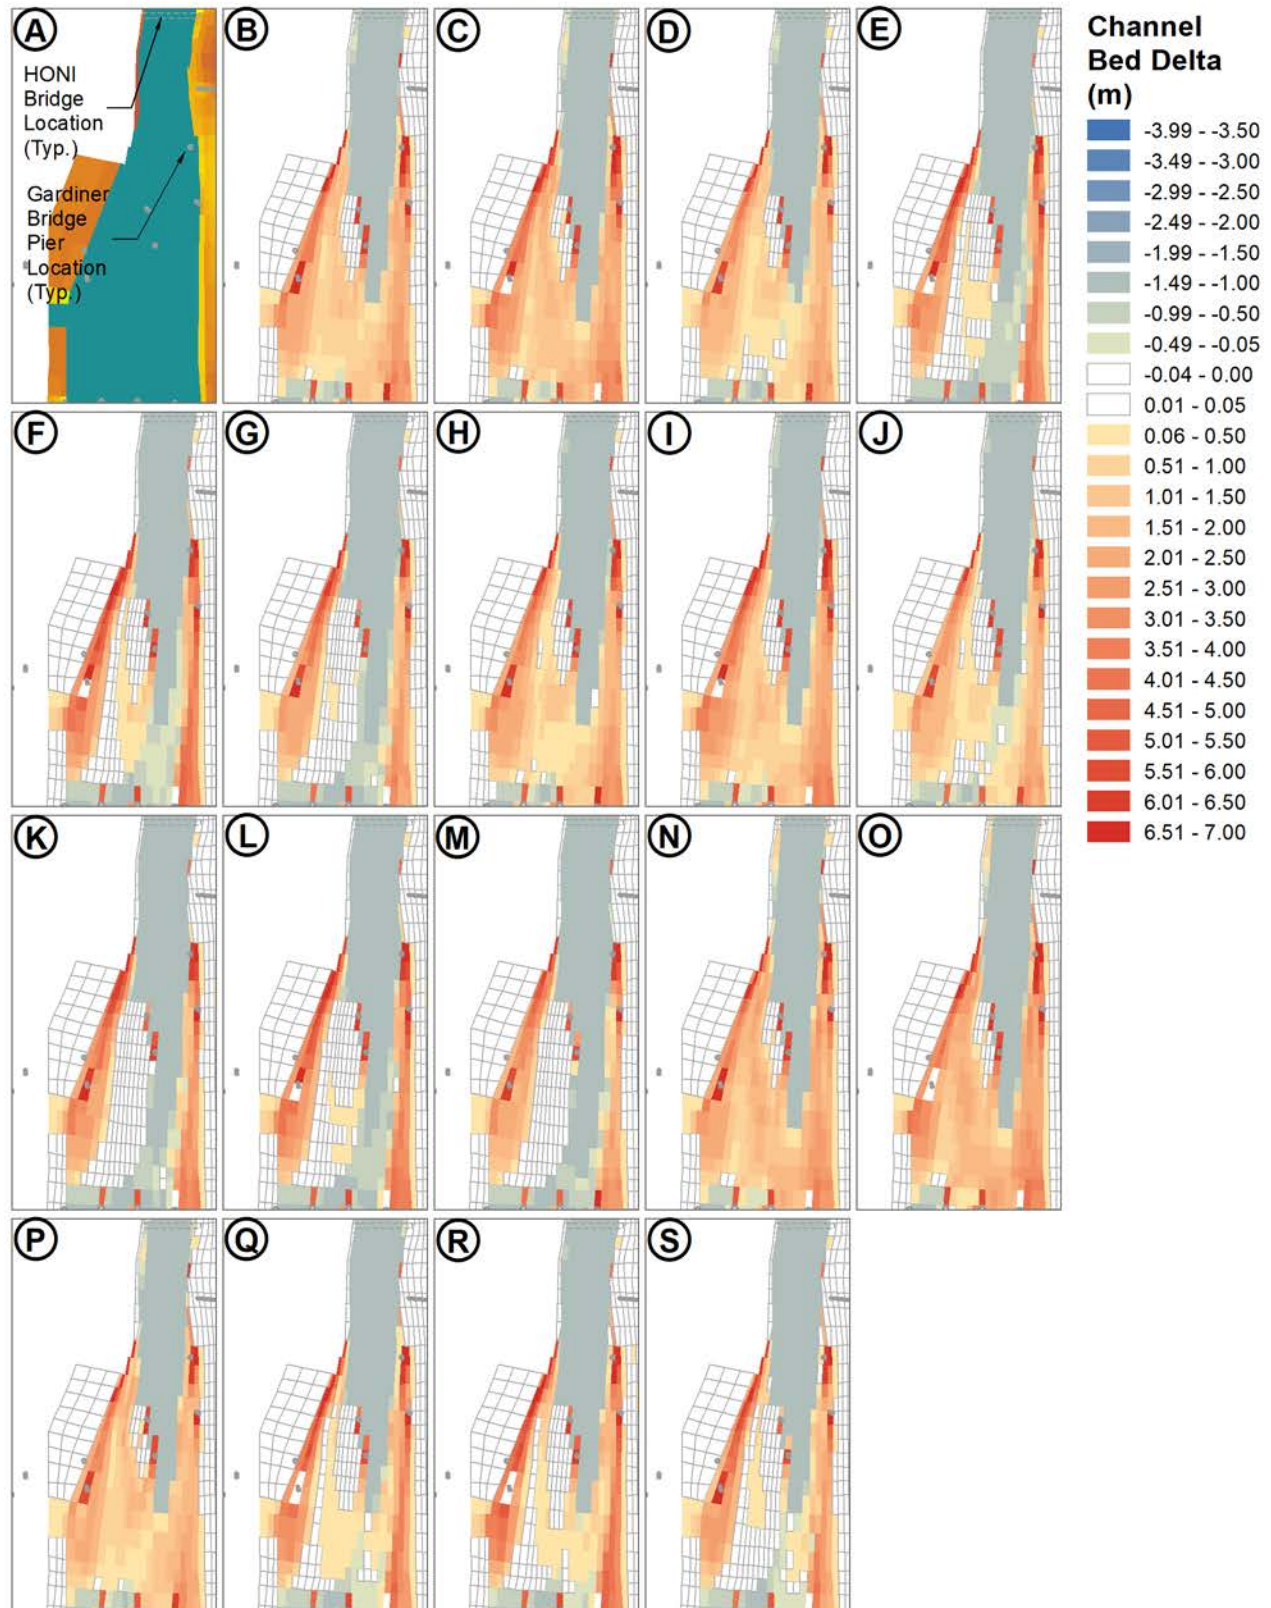 A
HONI
Bridge
Location
(Typ.)
Gardiner
Bridge
Pier
Location
(Typ.)
B
C
D
E
F
G
H
I
J
K
L
M
N
O
P
Q
R
S
Channel
Bed Delta
(m)
-3.99 - -3.50
-3.49 - -3.00
-2.99 - -2.50
-2.49 - -2.00
-1.99 - -1.50
-1.49 - -1.00
-0.99 - -0.50
-0.49 - -0.05
-0.04 - 0.00
0.01 - 0.05
0.06 - 0.50
0.51 - 1.00
1.01 - 1.50
1.51 - 2.00
2.01 - 2.50
2.51 - 3.00
3.01 - 3.50
3.51 - 4.00
4.01 - 4.50
4.51 - 5.00
5.01 - 5.50
5.51 - 6.00
6.01 - 6.50
6.51 - 7.00